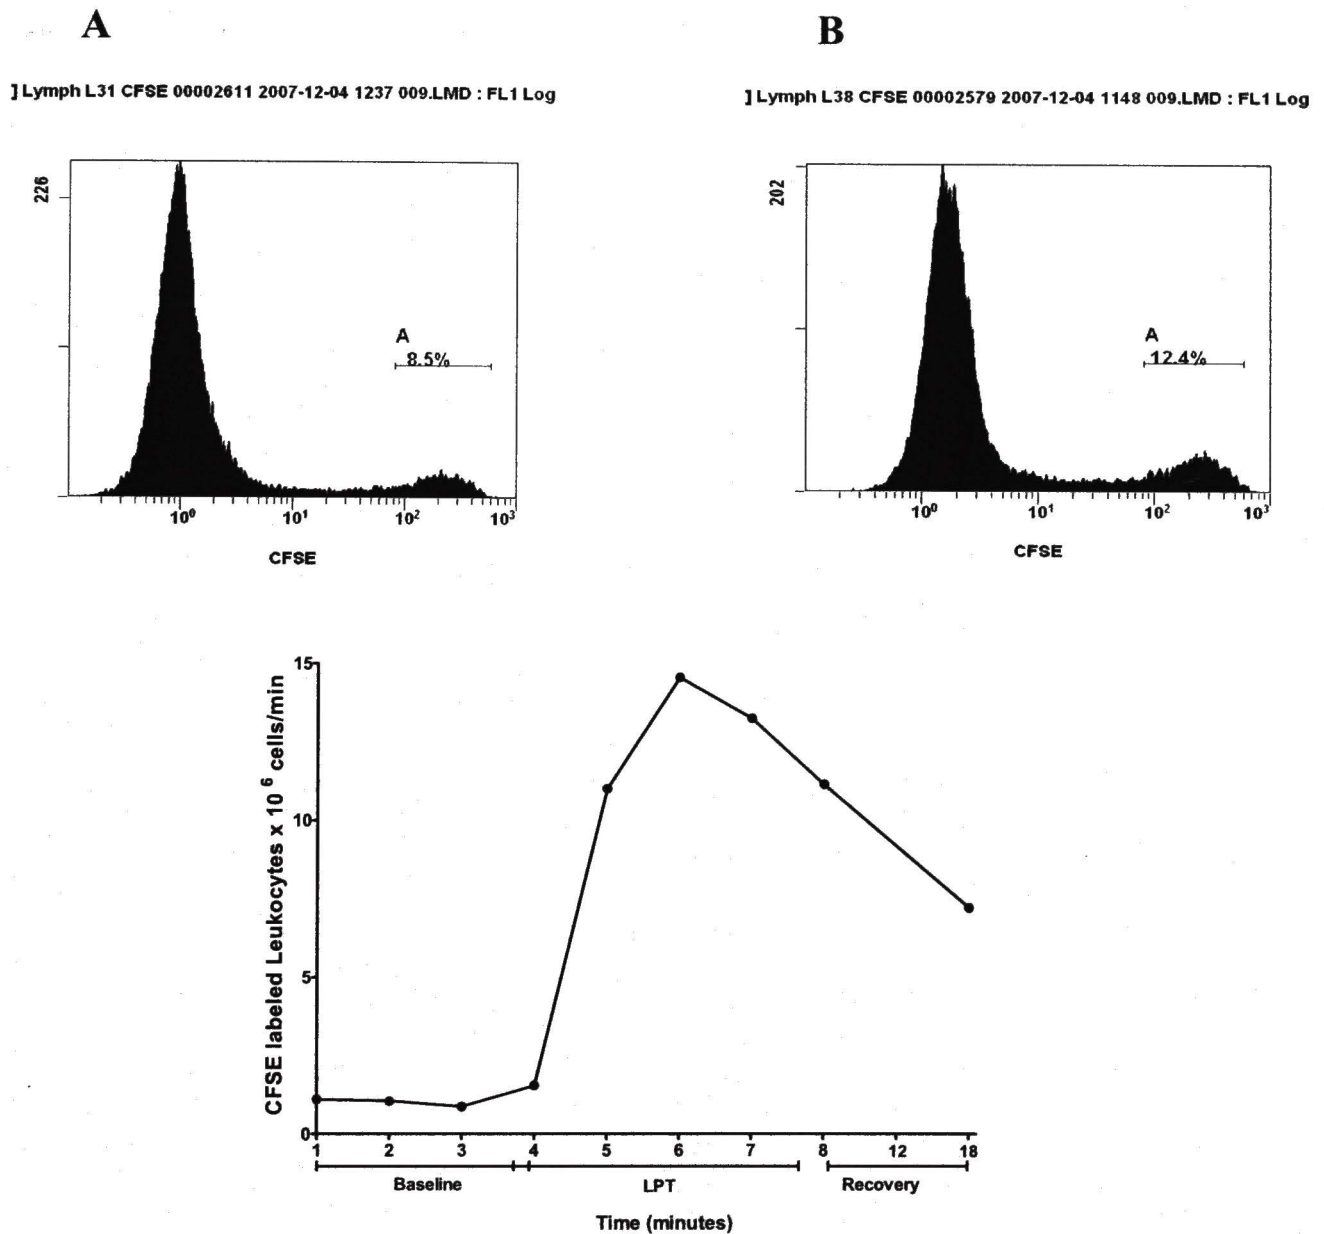 A
B
] Lymph L31 CFSE 00002611 2007-12-04 1237 009.LMD : FL1 Log
] Lymph L38 CFSE 00002579 2007-12-04 1148 009.LMD : FL1 Log
226
A
8.5%
10⁰ 10¹ 10² 10³
CFSE
202
A
12.4%
10⁰ 10¹ 10² 10³
CFSE
CFSE labeled Leukocytes x 10⁶ cells/min
15
10
5
0
1 2 3 4 5 6 7 8 12 18
Baseline LPT Recovery
Time (minutes)